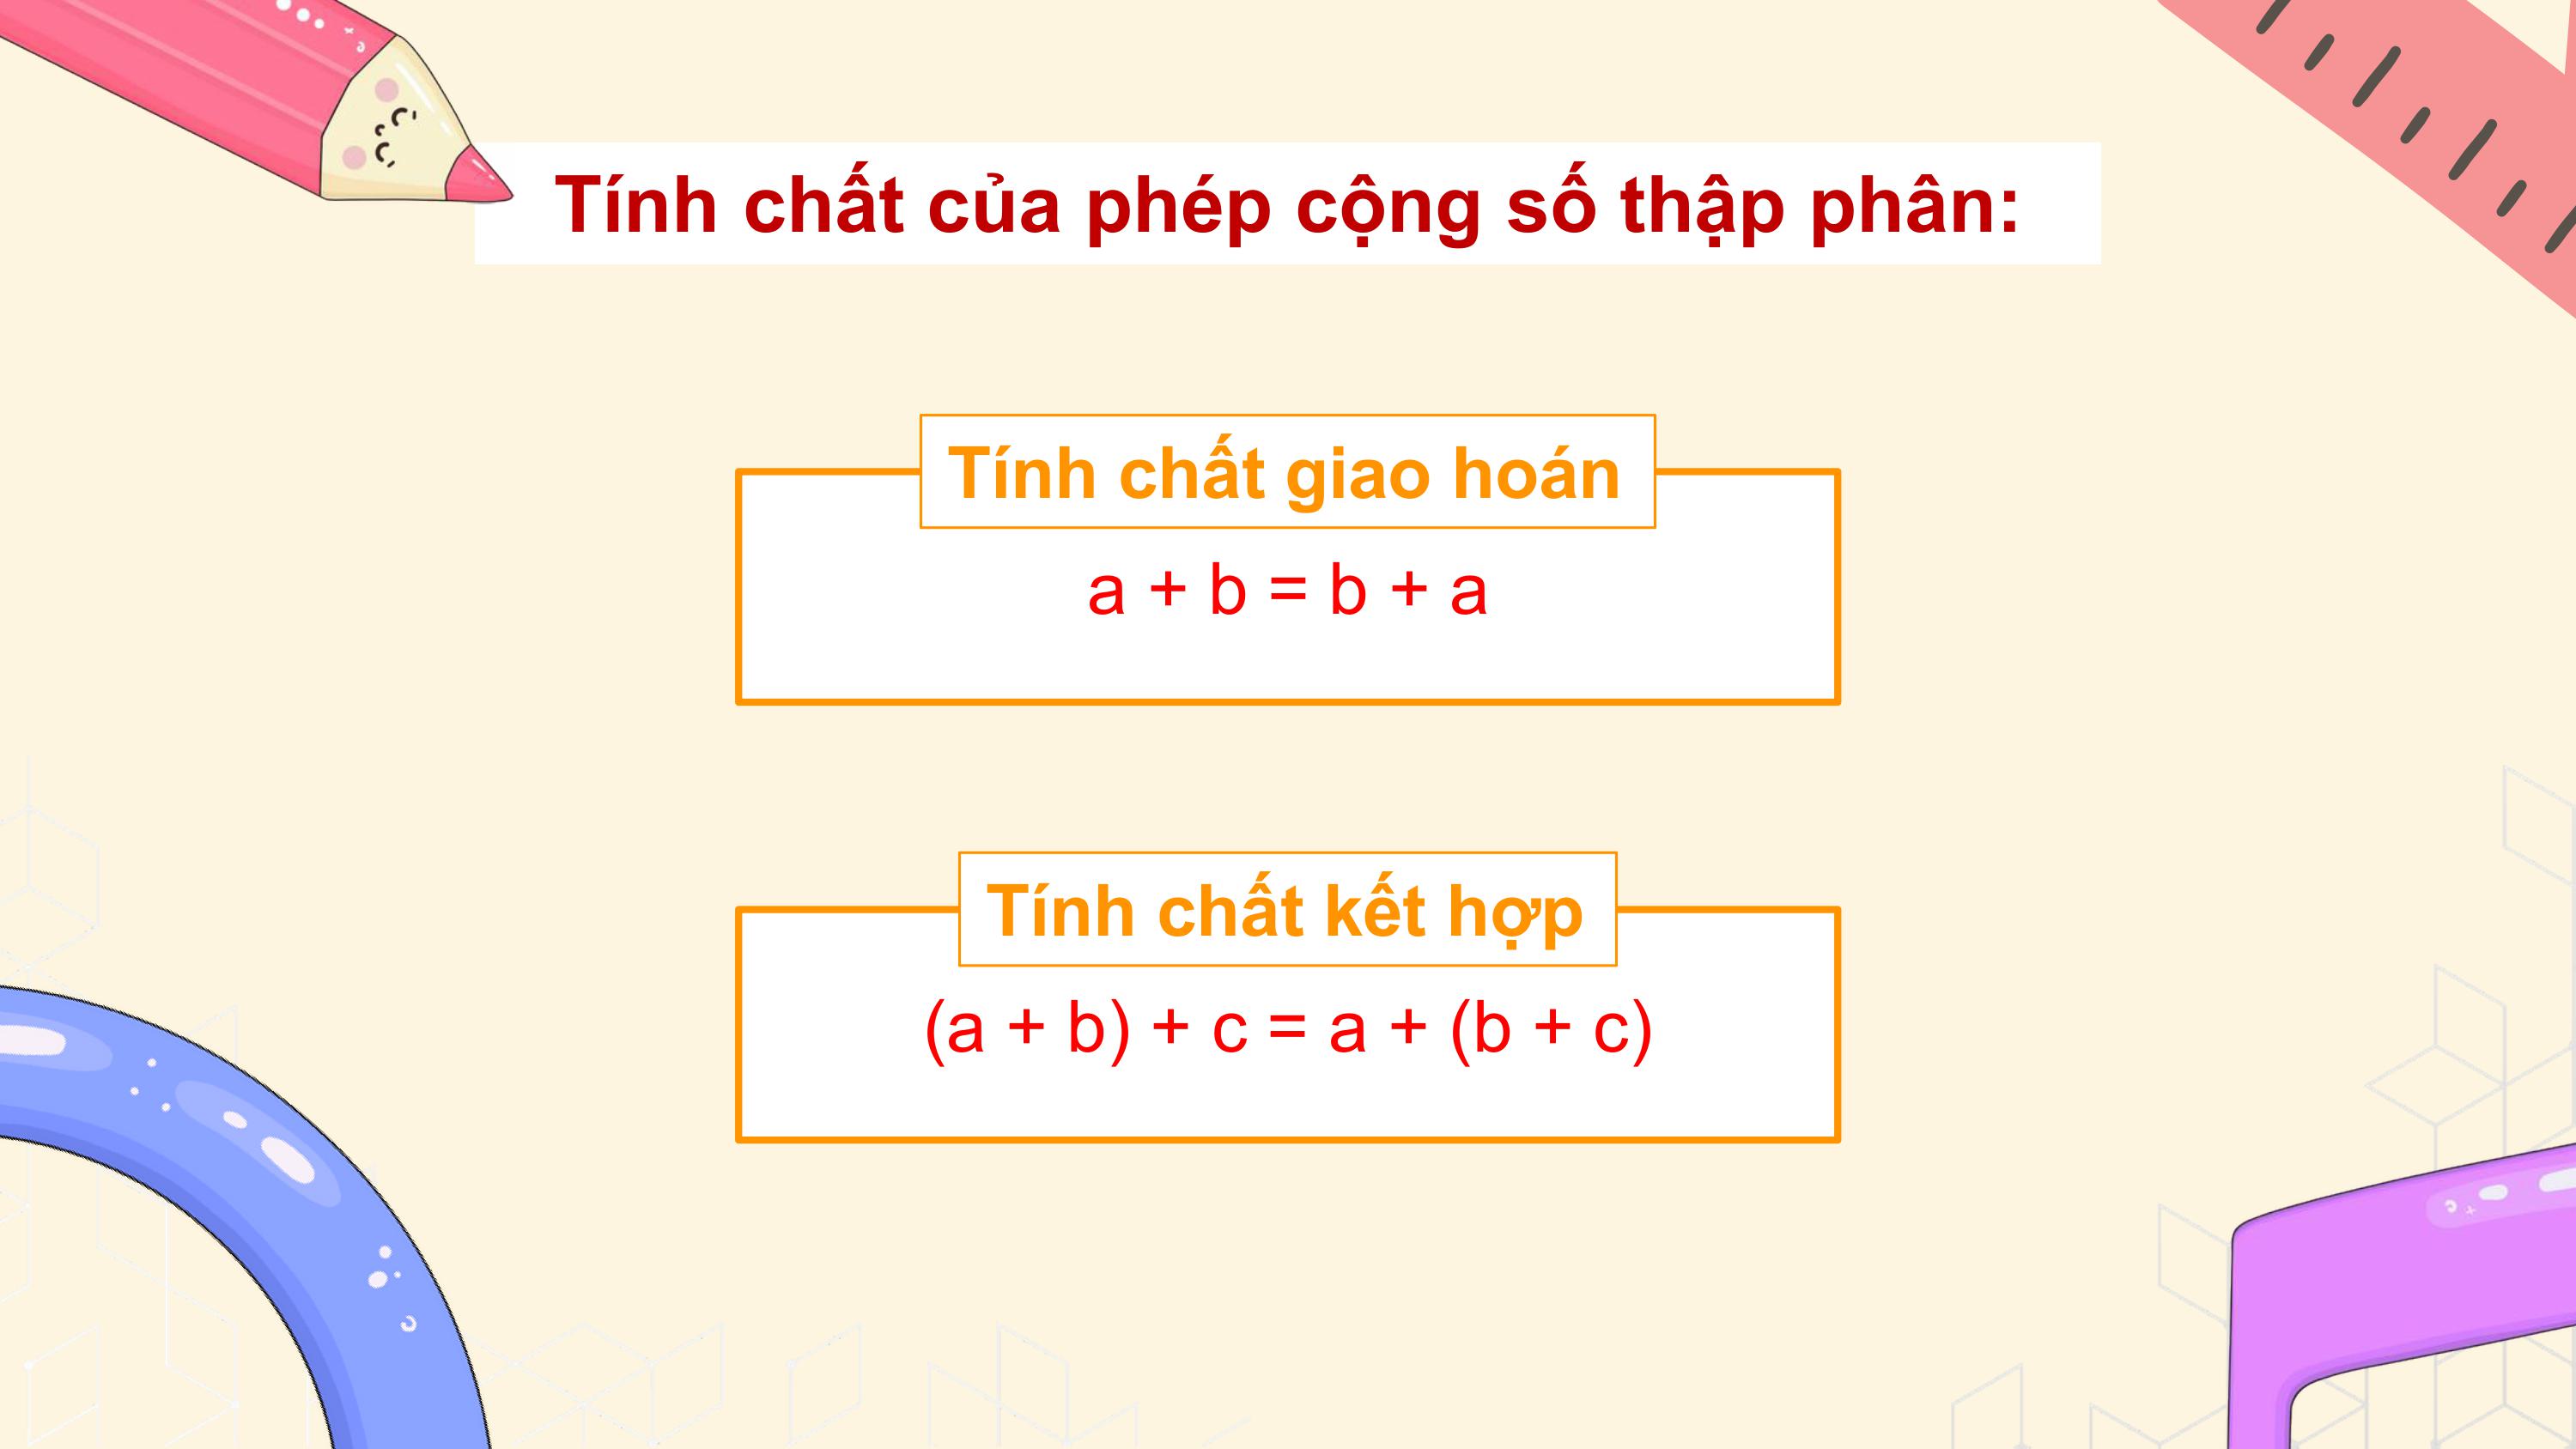 Tính chất của phép cộng số thập phân:
Tính chất giao hoán
a + b = b + a
Tính chất kết hợp
(a + b) + c = a + (b + c)